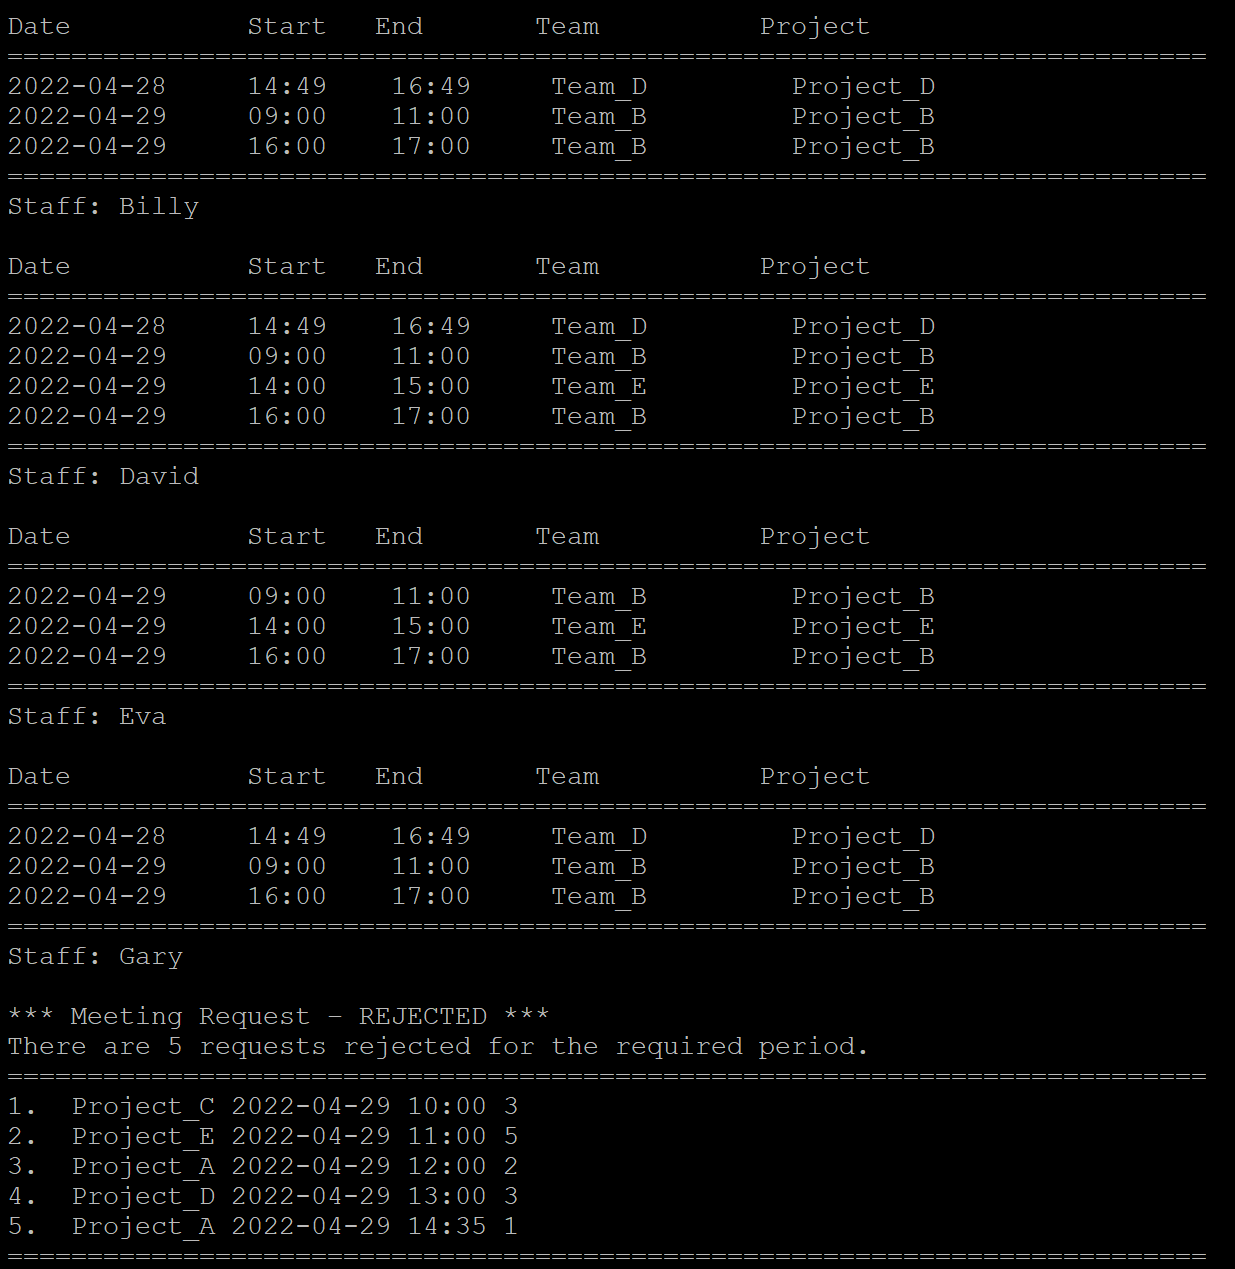 Date Start End Team Project
===========================================================================
2022-04-28 14:49 16:49 Team_D Project_D
2022-04-29 09:00 11:00 Team_B Project_B
2022-04-29 16:00 17:00 Team_B Project_B
===========================================================================
Staff: Billy
Date Start End Team Project
===========================================================================
2022-04-28 14:49 16:49 Team_D Project_D
2022-04-29 09:00 11:00 Team_B Project_B
2022-04-29 14:00 15:00 Team_E Project_E
2022-04-29 16:00 17:00 Team_B Project_B
===========================================================================
Staff: David
Date Start End Team Project
===========================================================================
2022-04-29 09:00 11:00 Team_B Project_B
2022-04-29 14:00 15:00 Team_E Project_E
2022-04-29 16:00 17:00 Team_B Project_B
===========================================================================
Staff: Eva
Date Start End Team Project
===========================================================================
2022-04-28 14:49 16:49 Team_D Project_D
2022-04-29 09:00 11:00 Team_B Project_B
2022-04-29 16:00 17:00 Team_B Project_B
===========================================================================
Staff: Gary
*** Meeting Request – REJECTED ***
There are 5 requests rejected for the required period.
===========================================================================
1. Project_C 2022-04-29 10:00 3
2. Project_E 2022-04-29 11:00 5
3. Project_A 2022-04-29 12:00 2
4. Project_D 2022-04-29 13:00 3
5. Project_A 2022-04-29 14:35 1
===========================================================================